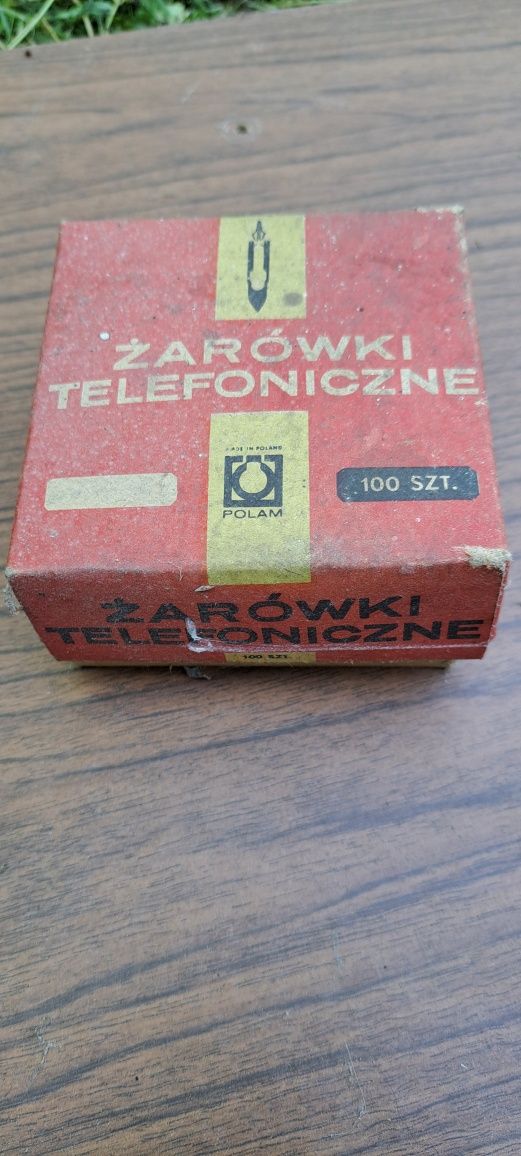 ŻARÓWKI
TELEFONICZNE
MADE IN POLAND
POLAM
100 SZT.
ŻARÓWKI
TELEFONICZNE
100 SZT.